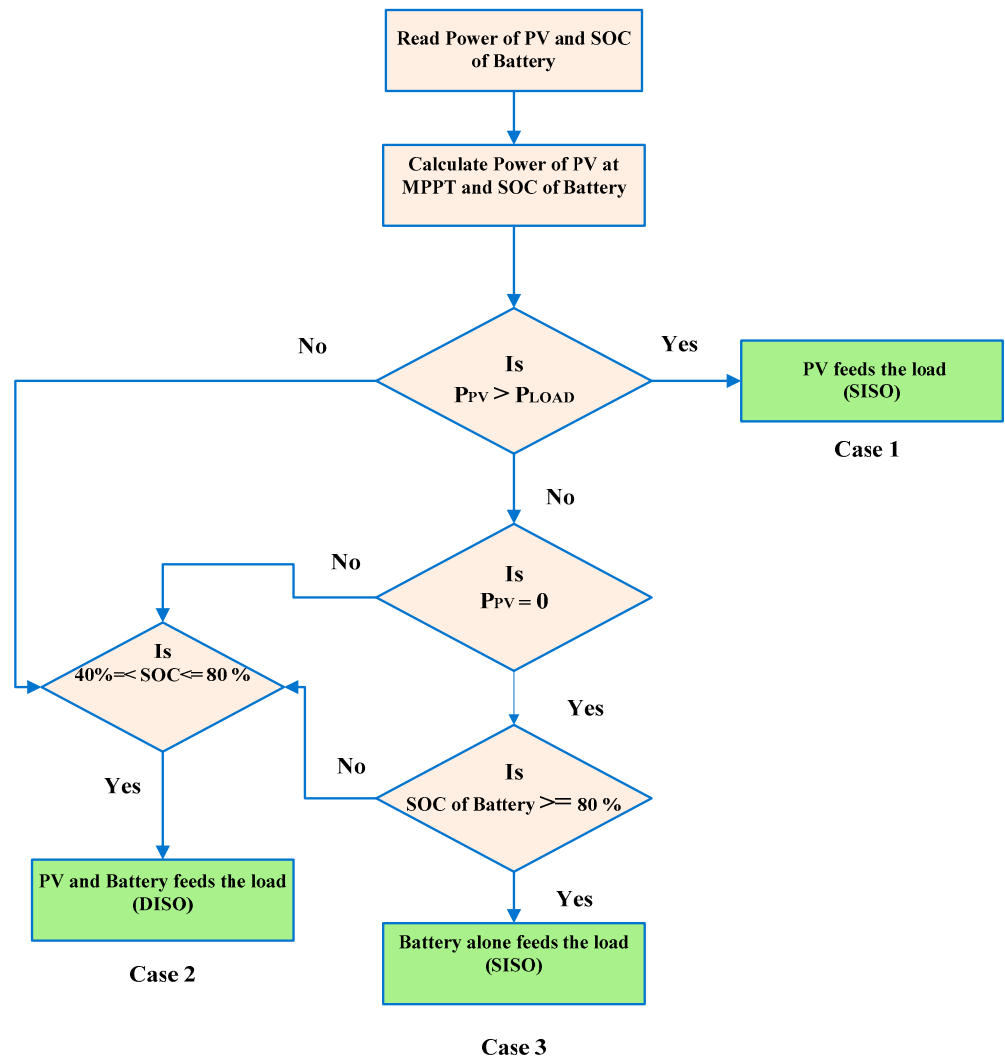 Read Power of PV and SOC
of Battery
Calculate Power of PV at
MPPT and SOC of Battery
No
Yes
Is
PPV > PLOAD
PV feeds the load
(SISO)
Case 1
No
No
Is
PPV = 0
Is
40%=< SOC<= 80 %
Yes
No
Is
SOC of Battery >= 80 %
Yes
PV and Battery feeds the load
(DISO)
Yes
Case 2
Battery alone feeds the load
(SISO)
Case 3